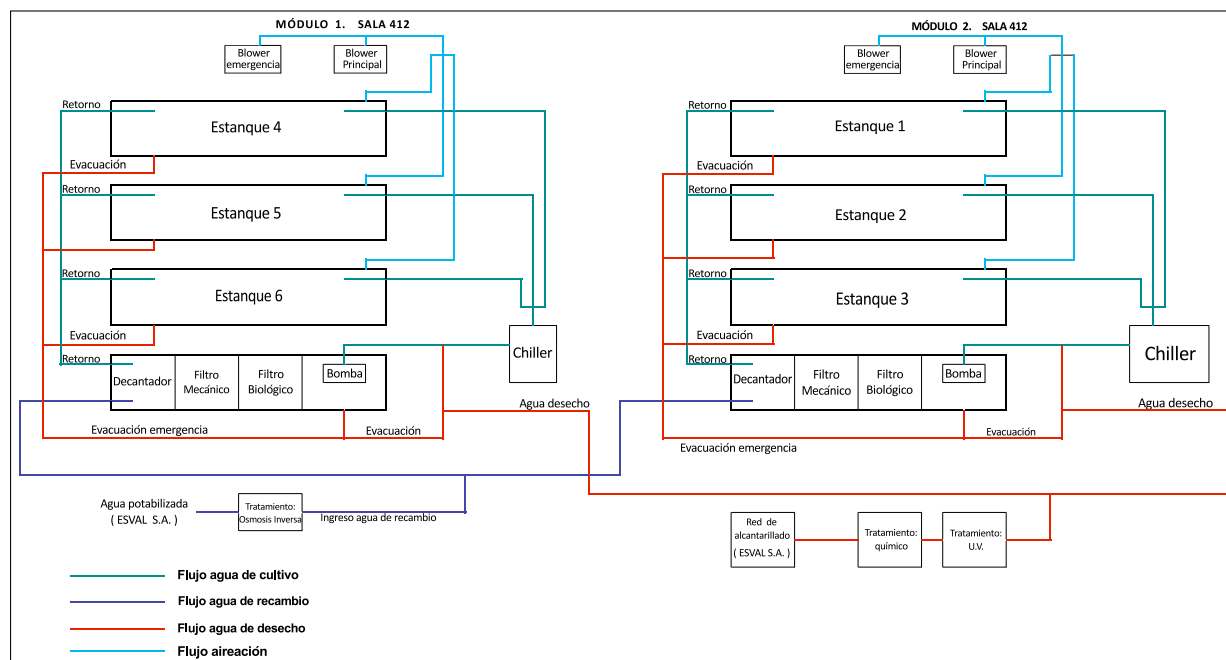 MÓDULO 1. SALA 412
Blower
emergencia
Blower
Principal
Retorno
Estanque 4
Evacuación
Retorno
Estanque 5
Retorno
Estanque 6
Evacuación
Retorno
Decantador
Filtro
Mecánico
Filtro
Biológico
Bomba
Chiller
Agua desecho
Evacuación emergencia
Evacuación
MÓDULO 2. SALA 412
Blower
emergencia
Blower
Principal
Retorno
Estanque 1
Evacuación
Retorno
Estanque 2
Retorno
Estanque 3
Evacuación
Retorno
Decantador
Filtro
Mecánico
Filtro
Biológico
Bomba
Chiller
Agua desecho
Evacuación
Evacuación emergencia
Agua potabilizada
( ESVAL S.A. )
Tratamiento:
Osmosis Inversa
Ingreso agua de recambio
Red de
alcantarillado
( ESVAL S.A. )
Tratamiento:
químico
Tratamiento:
U.V.
Flujo agua de cultivo
Flujo agua de recambio
Flujo agua de desecho
Flujo aireación